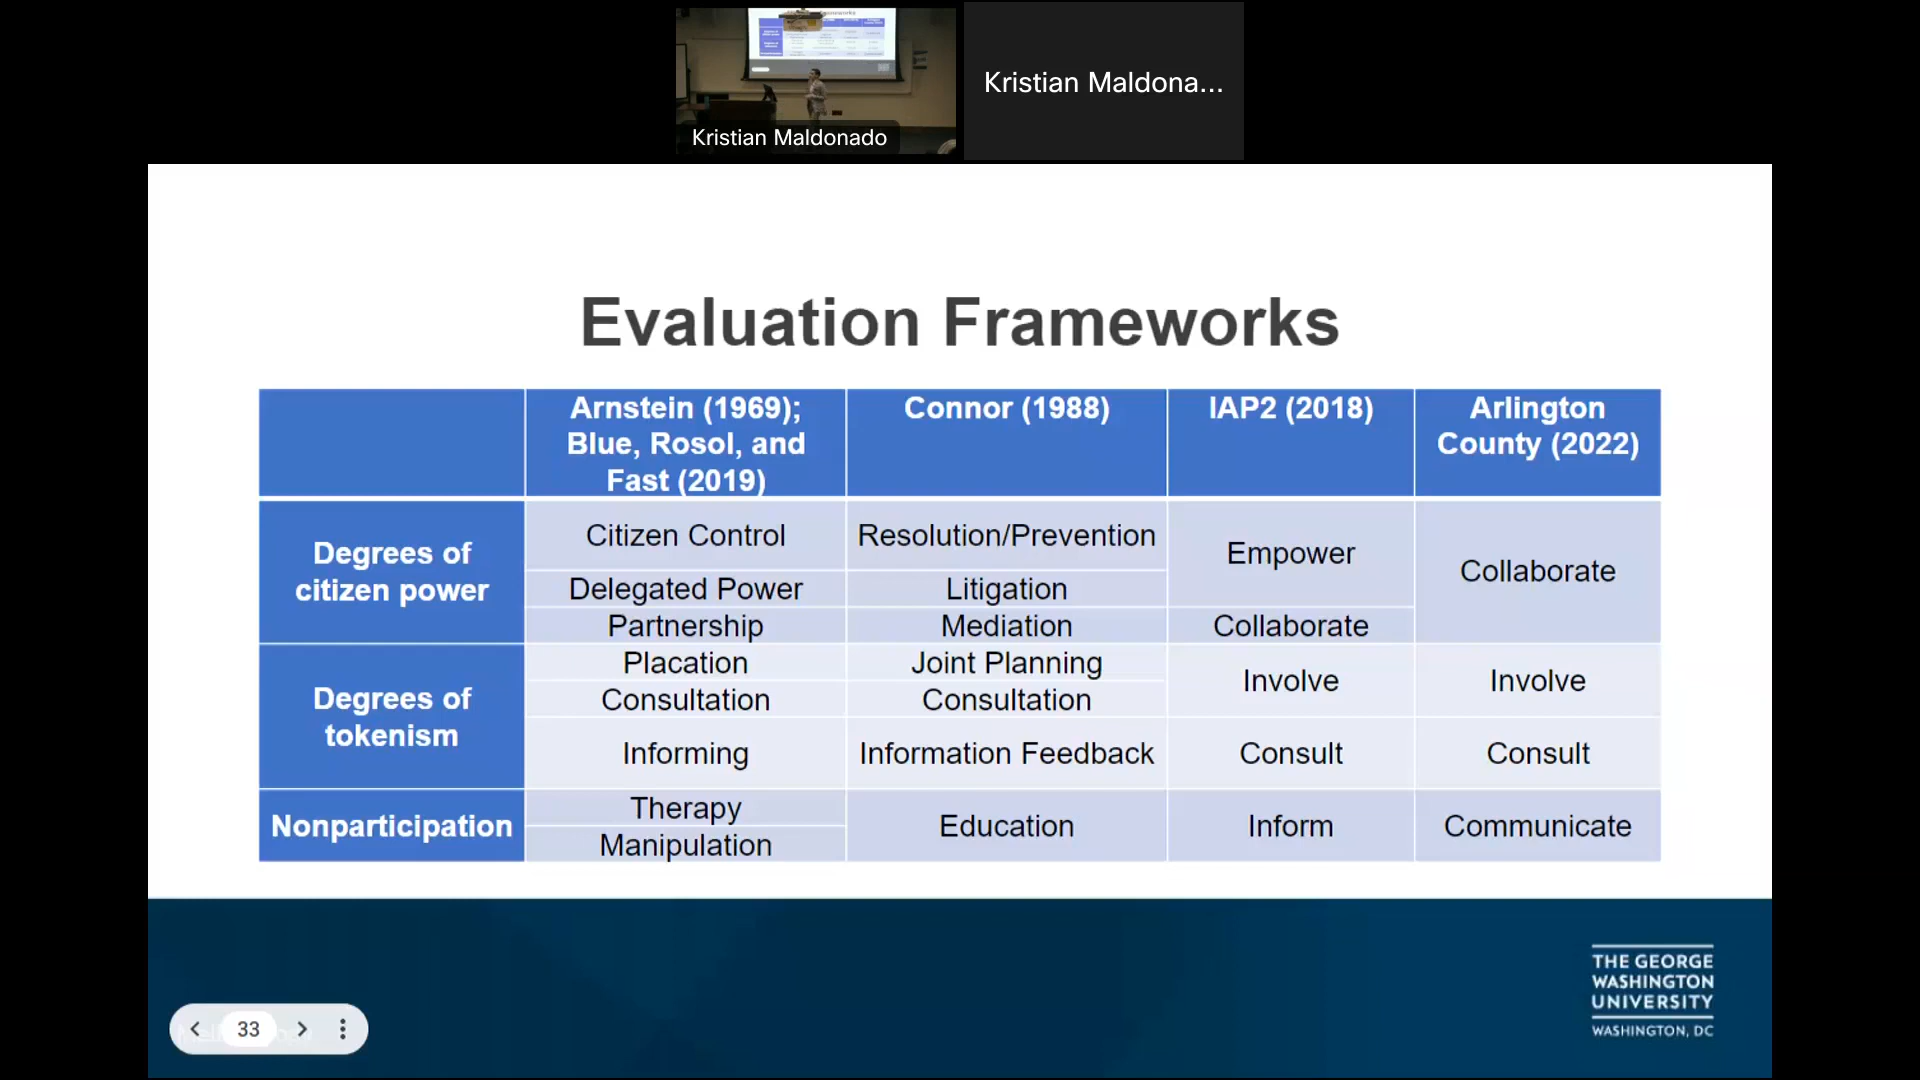 Kristian Maldonado
Kristian Maldona...
Evaluation Frameworks
Arnstein (1969);
Blue, Rosol, and
Fast (2019)
Connor (1988)
IAP2 (2018)
Arlington
County (2022)
Degrees of
citizen power
Citizen Control
Resolution/Prevention
Empower
Collaborate
Delegated Power
Litigation
Partnership
Mediation
Collaborate
Degrees of
tokenism
Placation
Joint Planning
Involve
Involve
Consultation
Consultation
Informing
Information Feedback
Consult
Consult
Nonparticipation
Therapy
Manipulation
Education
Inform
Communicate
33
THE GEORGE
WASHINGTON
UNIVERSITY
WASHINGTON, DC